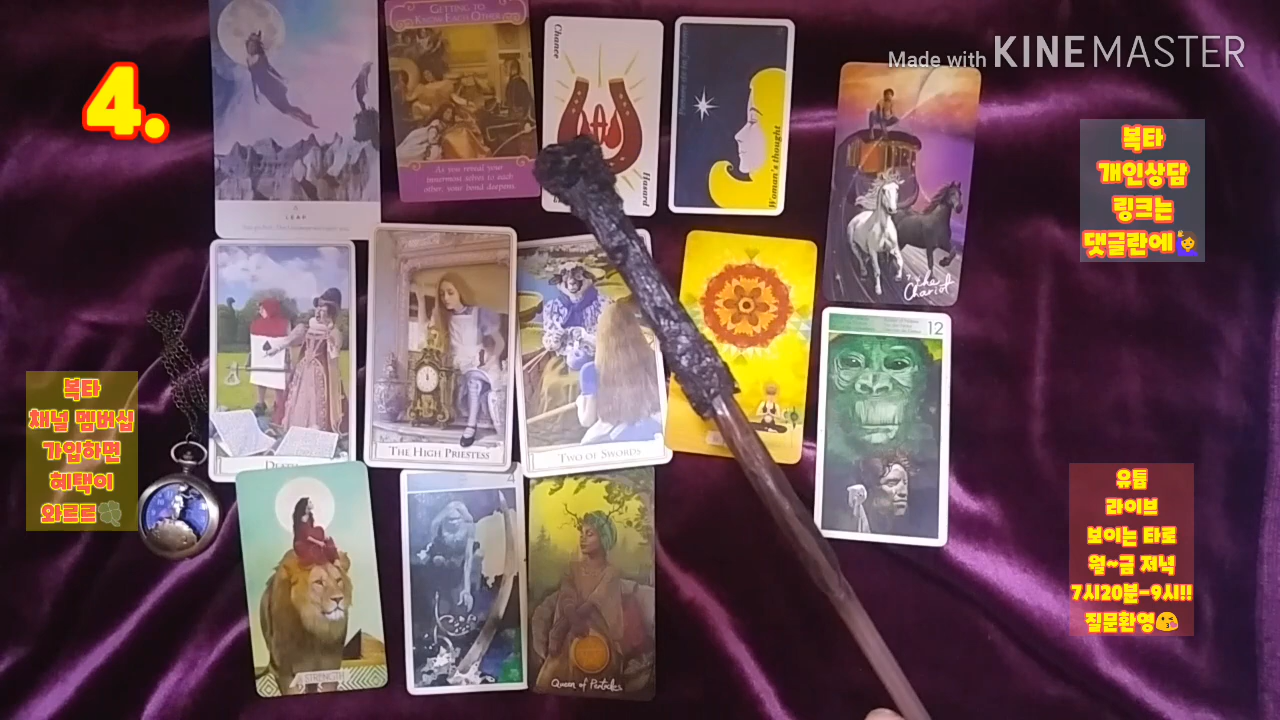 4.
Made with KINEMASTER
GETTING TO
KNOW EACH OTHER
As you reveal your
innermost selves to each
other, your bond deepens.
Chance
Hazard
Woman's thought
LEAP
The
Chariot
12
THE HIGH PRIESTESS
TWO OF SWORDS
STRENGTH
4
Queen of Pentacles
복타
개인상담
링크는
댓글란에🙋‍♀️
복타
채널 멤버십
가입하면
혜택이
와르르🍀
유튭
라이브
보이는 타로
월~금 저녁
7시20분-9시!!
질문환영😘